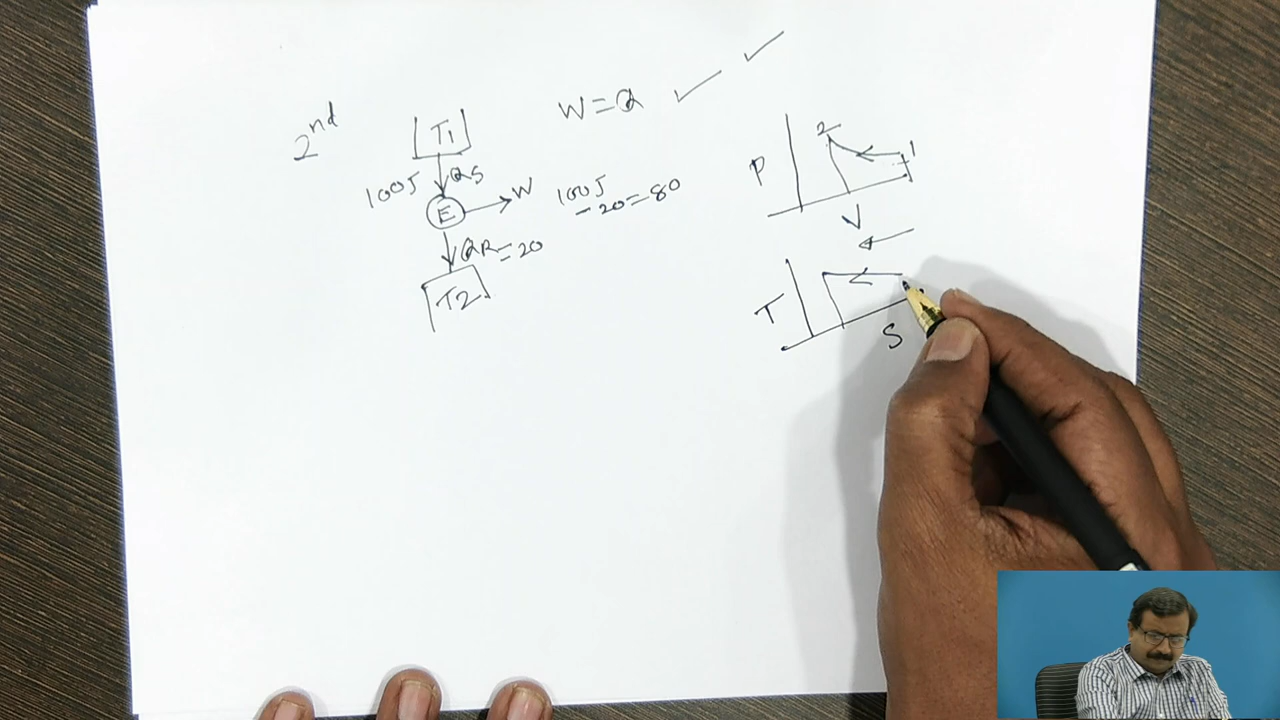 2nd
T1
W = Q
100J
QS
E
W
100J
- 20 = 80
QR = 20
T2
P
2
1
V
T
S